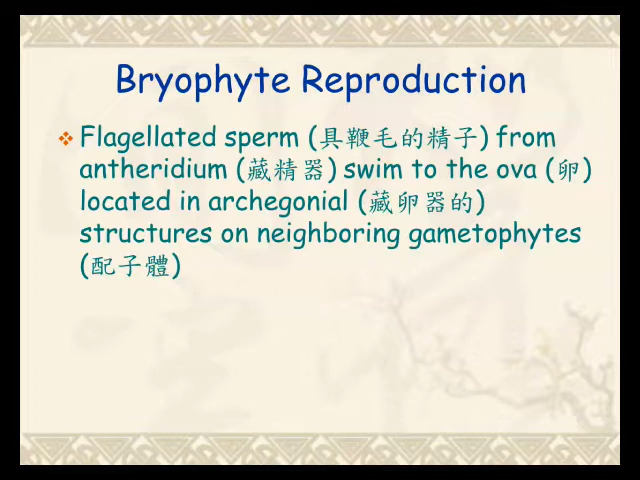 Bryophyte Reproduction
Flagellated sperm (具鞭毛的精子) from
antheridium (藏精器) swim to the ova (卵)
located in archegonial (藏卵器的)
structures on neighboring gametophytes
(配子體)